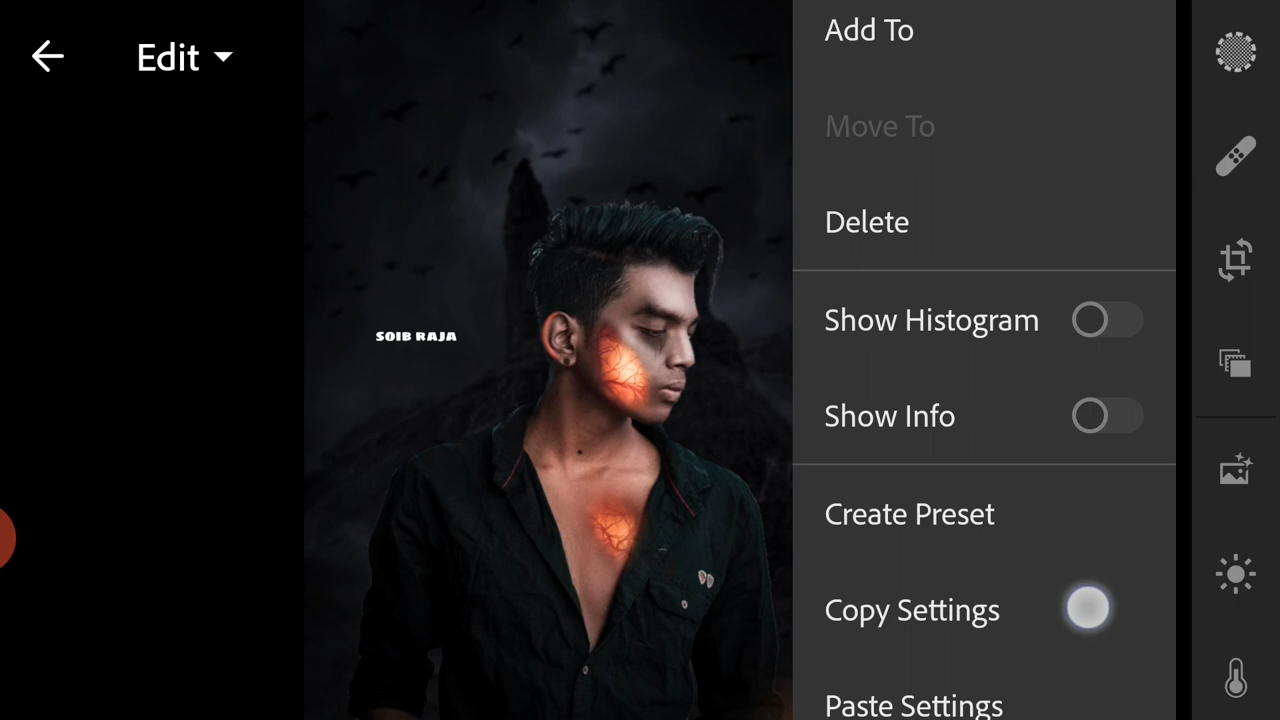 Edit
SOIB RAJA
Add To
Move To
Delete
Show Histogram
Show Info
Create Preset
Copy Settings
Paste Settings